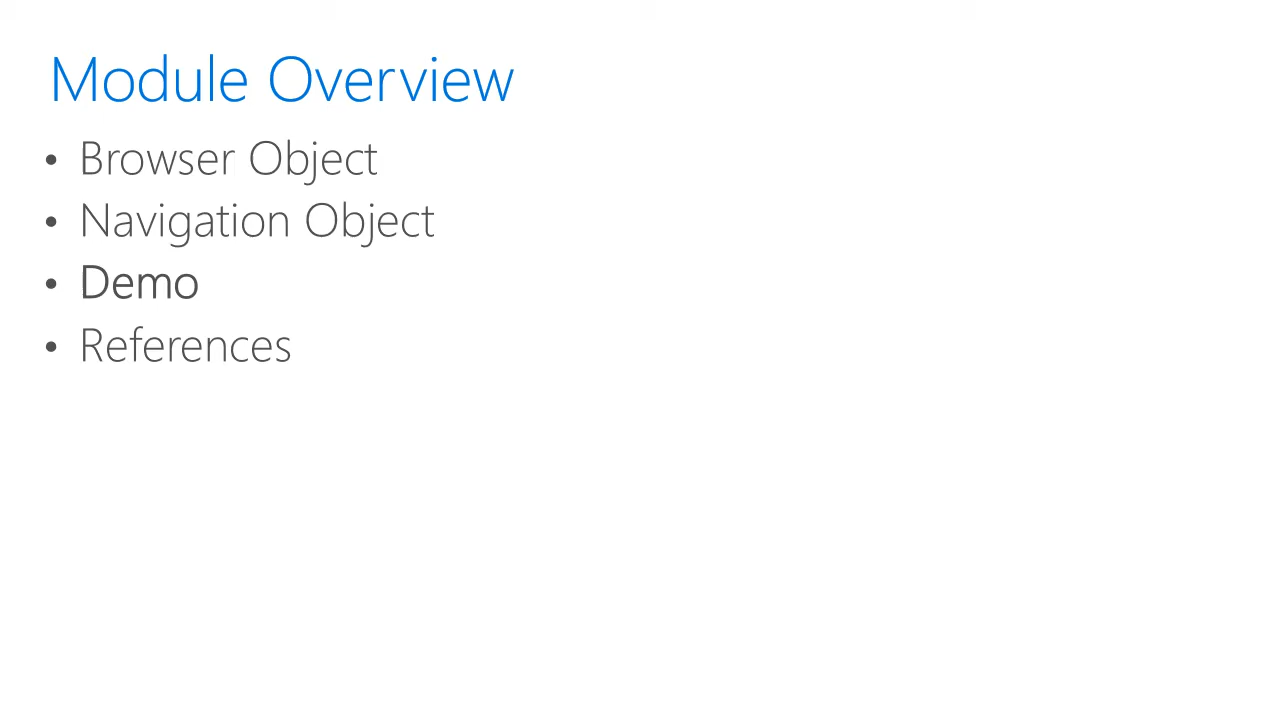 Module Overview
• Browser Object
• Navigation Object
• Demo
• References